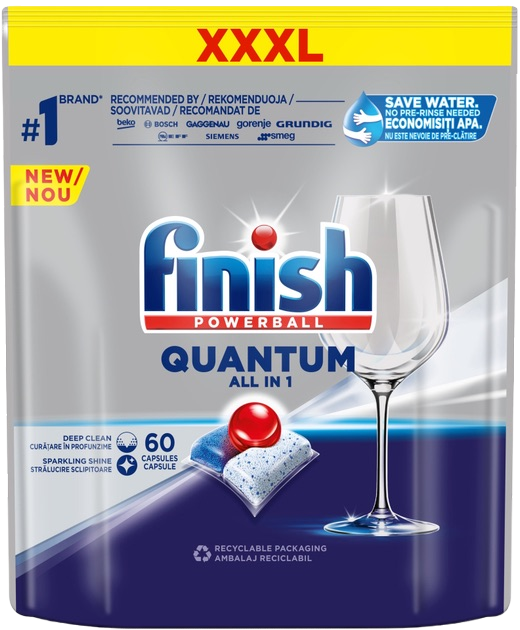 XXXL
#1 BRAND*
RECOMMENDED BY / REKOMENDUOJA /
SOOVITAVAD / RECOMANDAT DE
beko BOSCH GAGGENAU gorenje GRUNDIG
NEFF SIEMENS smeg
SAVE WATER.
NO PRE-RINSE NEEDED
ECONOMISIȚI APA.
NU ESTE NEVOIE DE PRE-CLĂTIRE
NEW/
NOU
finish
POWERBALL
QUANTUM
ALL IN 1
DEEP CLEAN
CURĂȚARE ÎN PROFUNZIME
SPARKLING SHINE
STRĂLUCIRE SCLIPITOARE
60
CAPSULES
CAPSULE
RECYCLABLE PACKAGING
AMBALAJ RECICLABIL